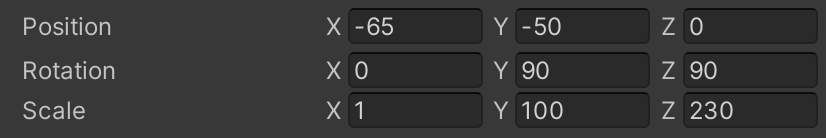 Position X -65 Y -50 Z 0
Rotation X 0 Y 90 Z 90
Scale X 1 Y 100 Z 230